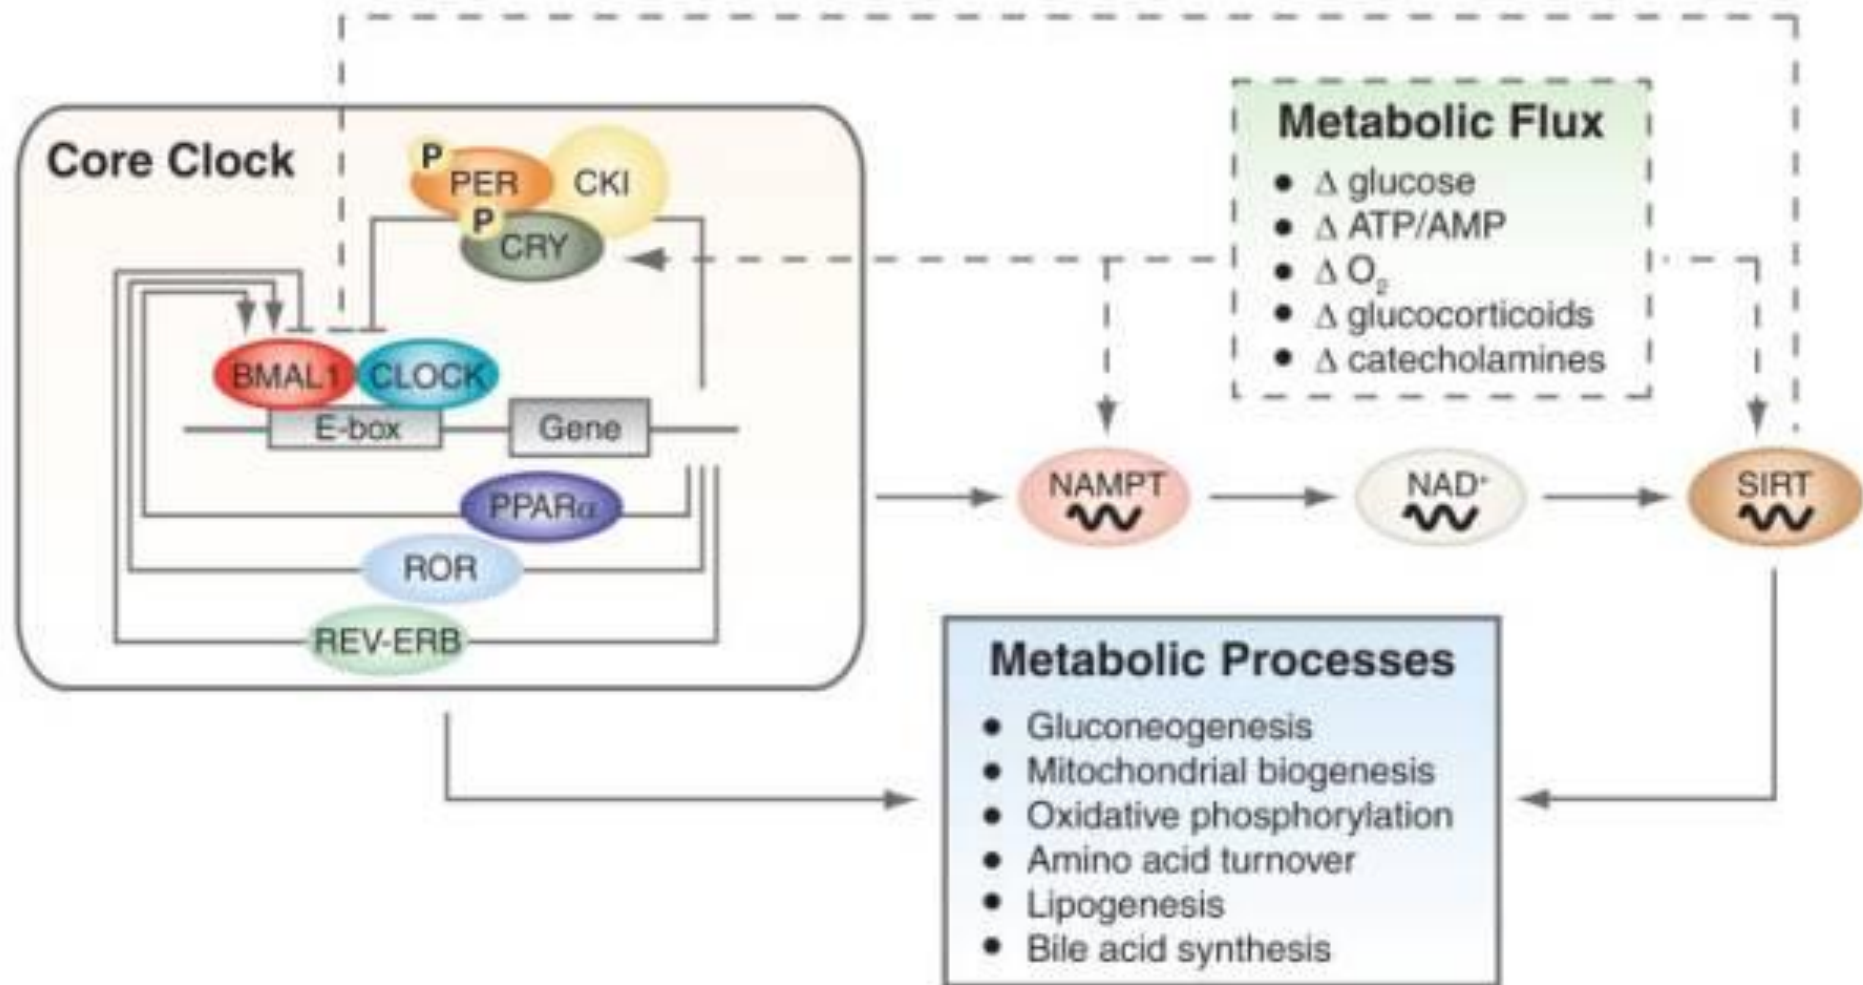 Core Clock
P
PER
CKI
P
CRY
BMAL1
CLOCK
E-box
Gene
PPARα
ROR
REV-ERB
Metabolic Flux
● Δ glucose
● Δ ATP/AMP
● Δ O₂
● Δ glucocorticoids
● Δ catecholamines
NAMPT
NAD⁺
SIRT
Metabolic Processes
● Gluconeogenesis
● Mitochondrial biogenesis
● Oxidative phosphorylation
● Amino acid turnover
● Lipogenesis
● Bile acid synthesis